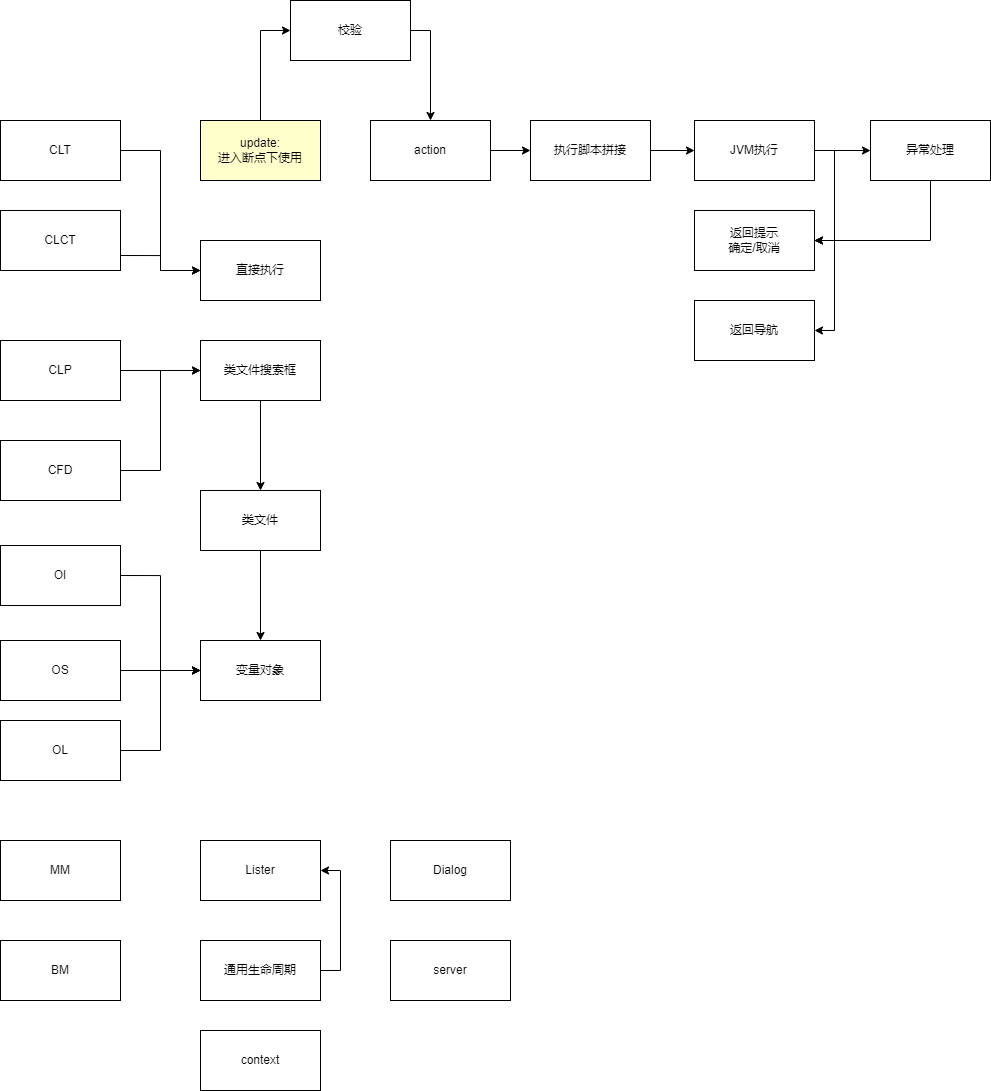 校验
CLT
update:
进入断点下使用
action
执行脚本拼接
JVM执行
异常处理
CLCT
返回提示
确定/取消
直接执行
返回导航
CLP
类文件搜索框
CFD
类文件
OI
OS
变量对象
OL
MM
Lister
Dialog
BM
通用生命周期
server
context